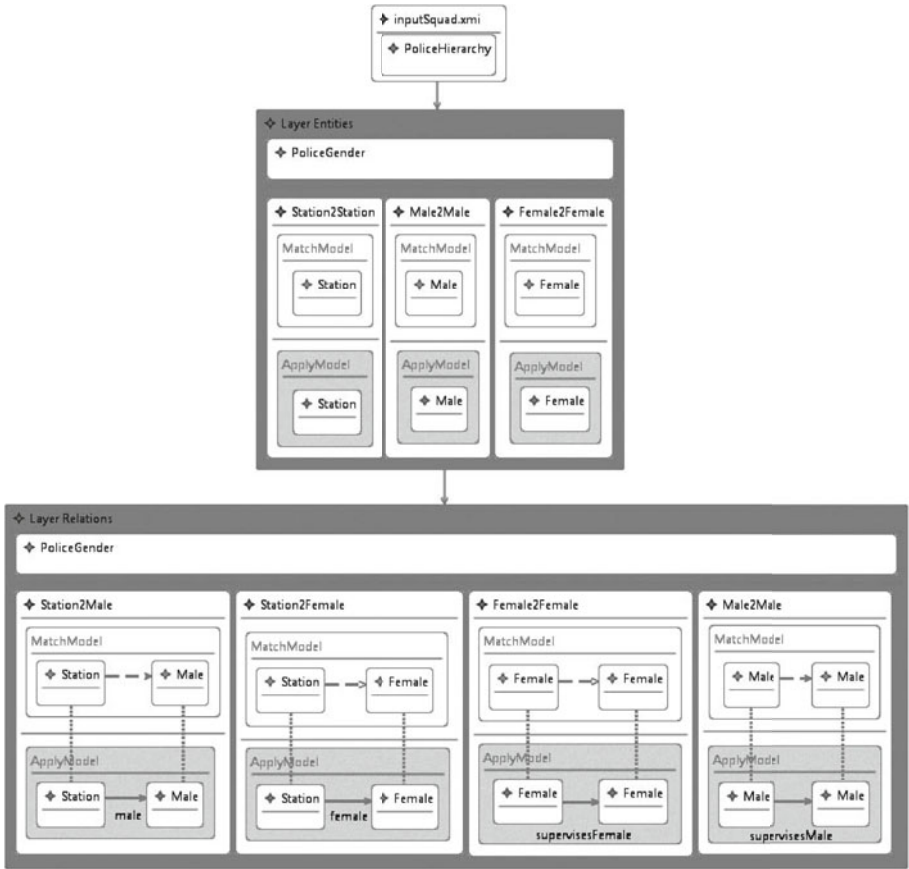 inputSquad.xmi
PoliceHierarchy
Layer Entities
PoliceGender
Station2Station
MatchModel
Station
ApplyModel
Station
Male2Male
MatchModel
Male
ApplyModel
Male
Female2Female
MatchModel
Female
ApplyModel
Female
Layer Relations
PoliceGender
Station2Male
MatchModel
Station
Male
ApplyModel
Station
Male
male
Station2Female
MatchModel
Station
Female
ApplyModel
Station
Female
female
Female2Female
MatchModel
Female
Female
ApplyModel
Female
Female
supervisesFemale
Male2Male
MatchModel
Male
Male
ApplyModel
Male
Male
supervisesMale